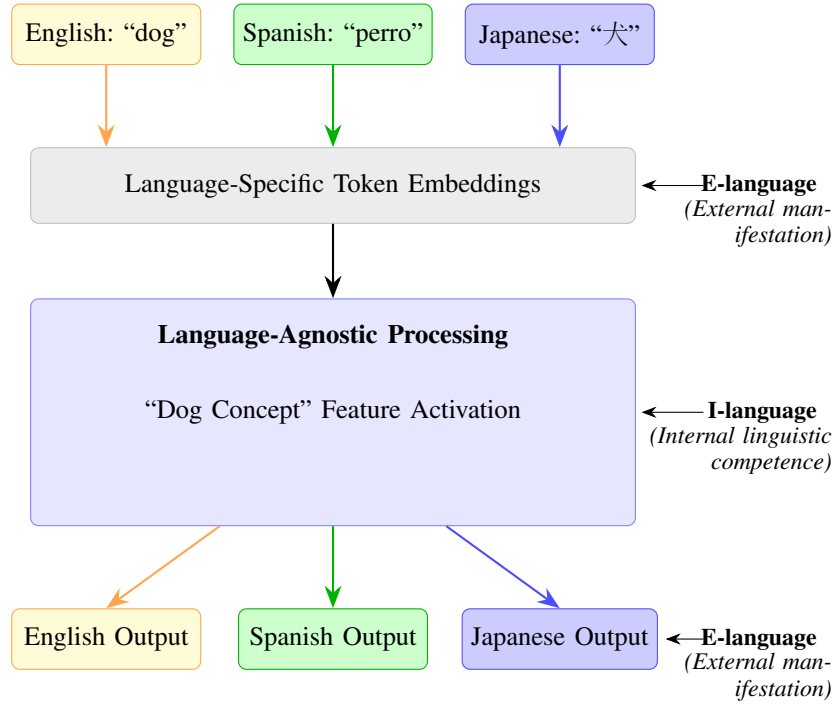 English: “dog”
Spanish: “perro”
Japanese: “犬”
Language-Specific Token Embeddings
E-language
(External man-
ifestation)
Language-Agnostic Processing
“Dog Concept” Feature Activation
I-language
(Internal linguistic
competence)
English Output
Spanish Output
Japanese Output
E-language
(External man-
ifestation)